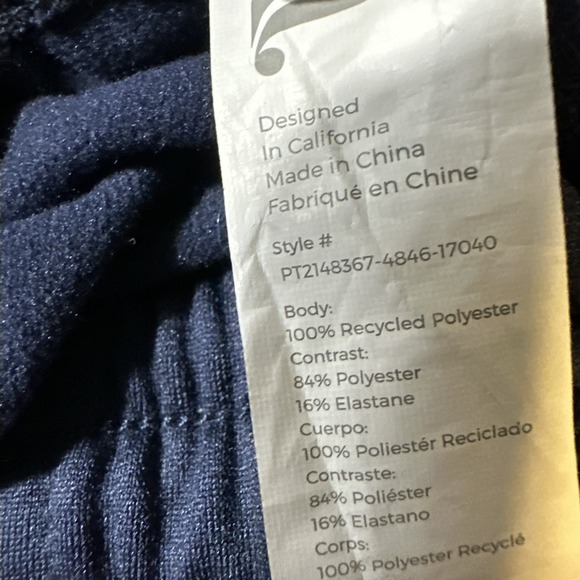 Designed
In California
Made in China
Fabriqué en Chine
Style #
PT2148367-4846-17040
Body:
100% Recycled Polyester
Contrast:
84% Polyester
16% Elastane
Cuerpo:
100% Poliestér Reciclado
Contraste:
84% Poliéster
16% Elastano
Corps:
100% Polyester Recyclé